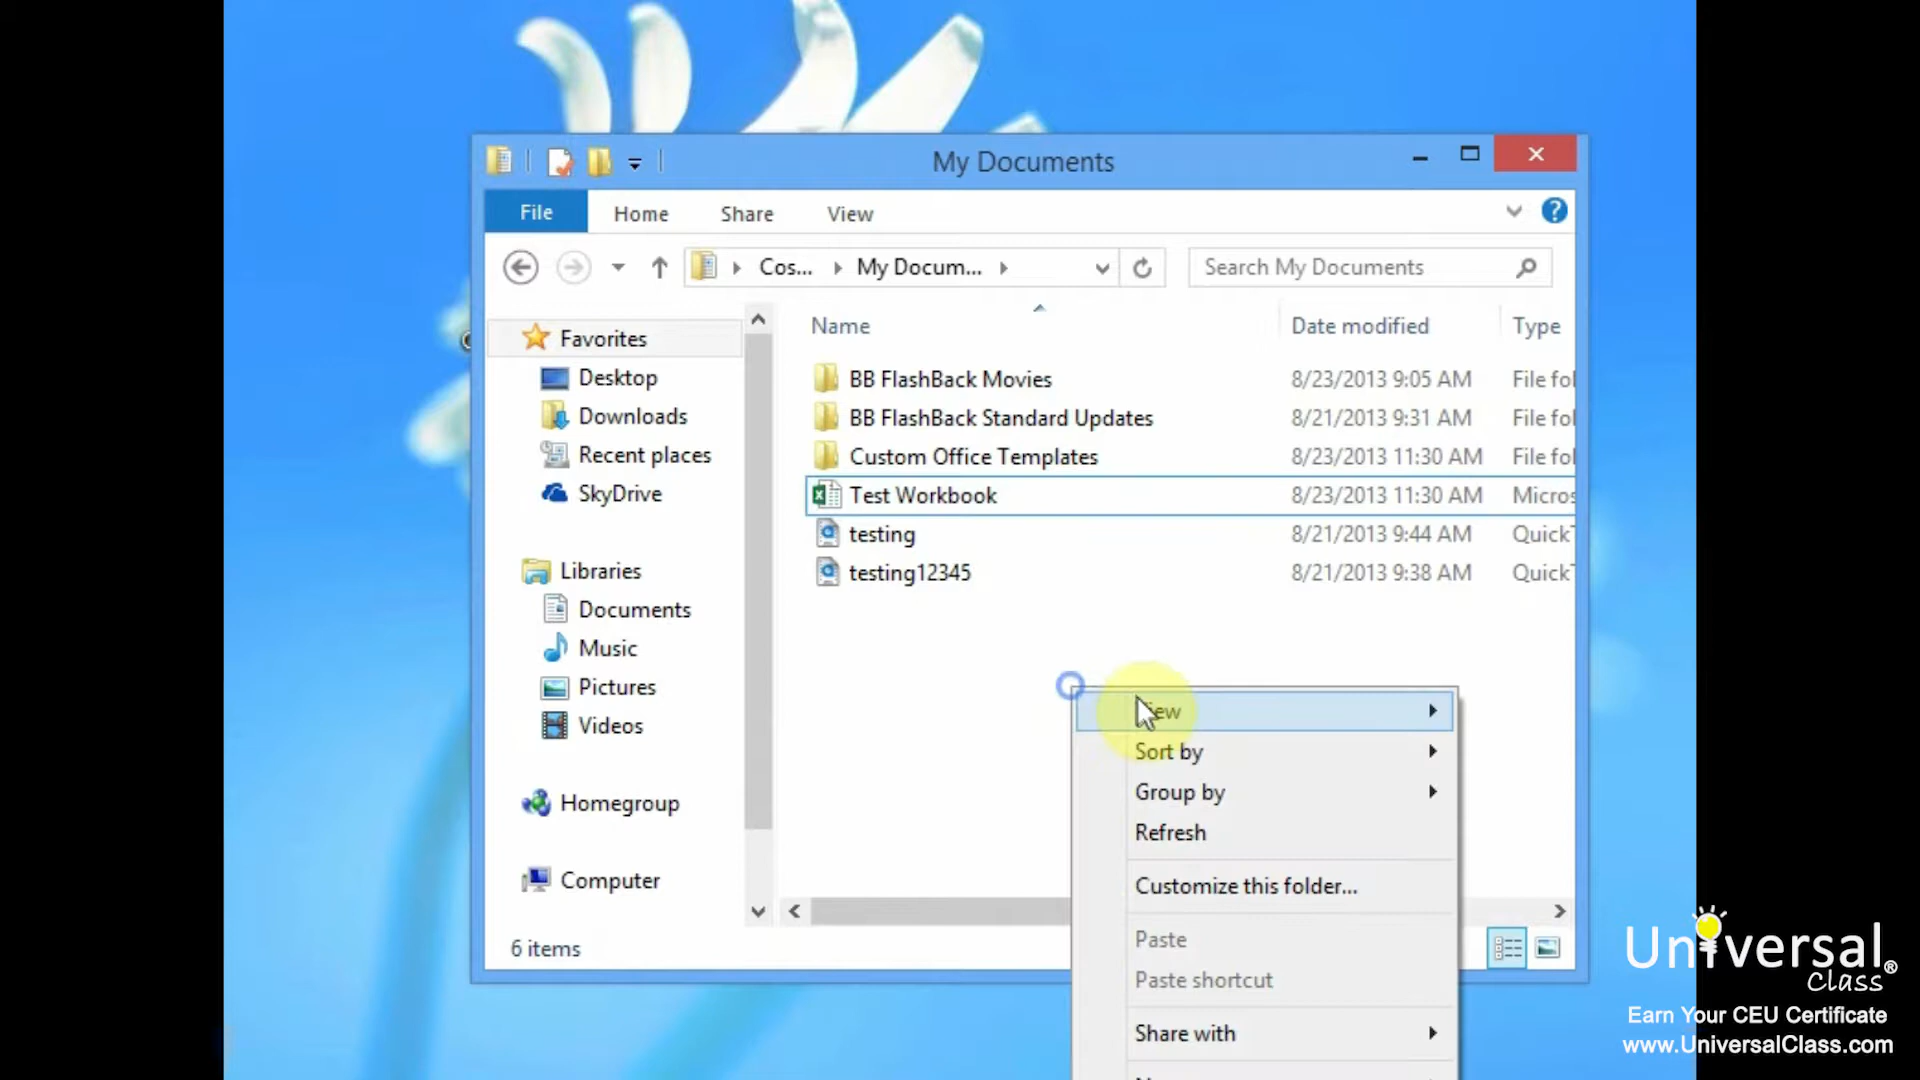 My Documents
File Home Share View
Cos... My Docum... Search My Documents
Name Date modified Type
Favorites
Desktop
Downloads
Recent places
SkyDrive
Libraries
Documents
Music
Pictures
Videos
Homegroup
Computer
BB FlashBack Movies 8/23/2013 9:05 AM File fol
BB FlashBack Standard Updates 8/21/2013 9:31 AM File fol
Custom Office Templates 8/23/2013 11:30 AM File fol
Test Workbook 8/23/2013 11:30 AM Micros
testing 8/21/2013 9:44 AM QuickT
testing12345 8/21/2013 9:38 AM QuickT
View
Sort by
Group by
Refresh
Customize this folder...
Paste
Paste shortcut
Share with
6 items
Universal
Class®
Earn Your CEU Certificate
www.UniversalClass.com